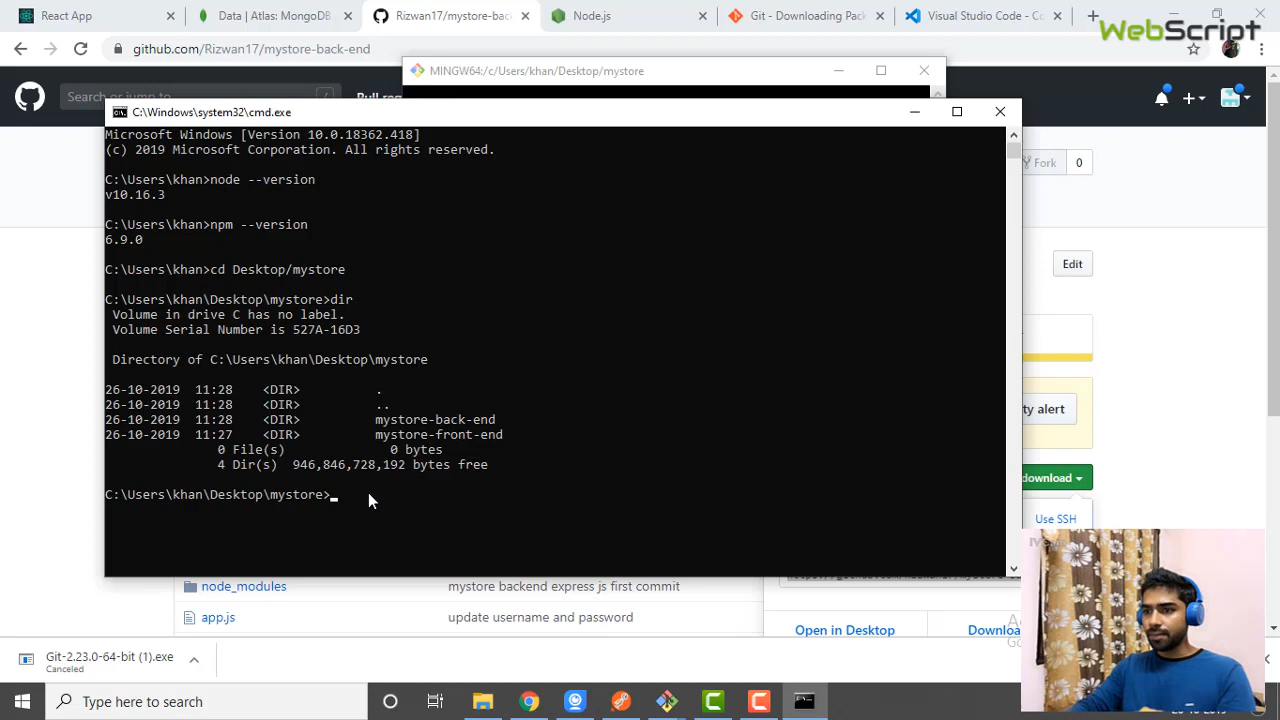 React App
Data | Atlas: MongoDB
Rizwan17/mystore-back-
Node.js
Git - Downloading Pack
Visual Studio Code - Co
WebScript
github.com/Rizwan17/mystore-back-end
MINGW64:/c/Users/khan/Desktop/mystore
Search or jump to
/
Pull req
C:\Windows\system32\cmd.exe
Microsoft Windows [Version 10.0.18362.418]
(c) 2019 Microsoft Corporation. All rights reserved.
C:\Users\khan>node --version
v10.16.3
C:\Users\khan>npm --version
6.9.0
C:\Users\khan>cd Desktop/mystore
C:\Users\khan\Desktop\mystore>dir
Volume in drive C has no label.
Volume Serial Number is 527A-16D3
Directory of C:\Users\khan\Desktop\mystore
26-10-2019 11:28 <DIR> .
26-10-2019 11:28 <DIR> ..
26-10-2019 11:28 <DIR> mystore-back-end
26-10-2019 11:27 <DIR> mystore-front-end
0 File(s) 0 bytes
4 Dir(s) 946,846,728,192 bytes free
C:\Users\khan\Desktop\mystore>
Fork 0
Edit
ty alert
download
Use SSH
node_modules mystore backend express js first commit
app.js update username and password
Open in Desktop
Git-2.23.0-64-bit (1).exe
Canceled
Type here to search